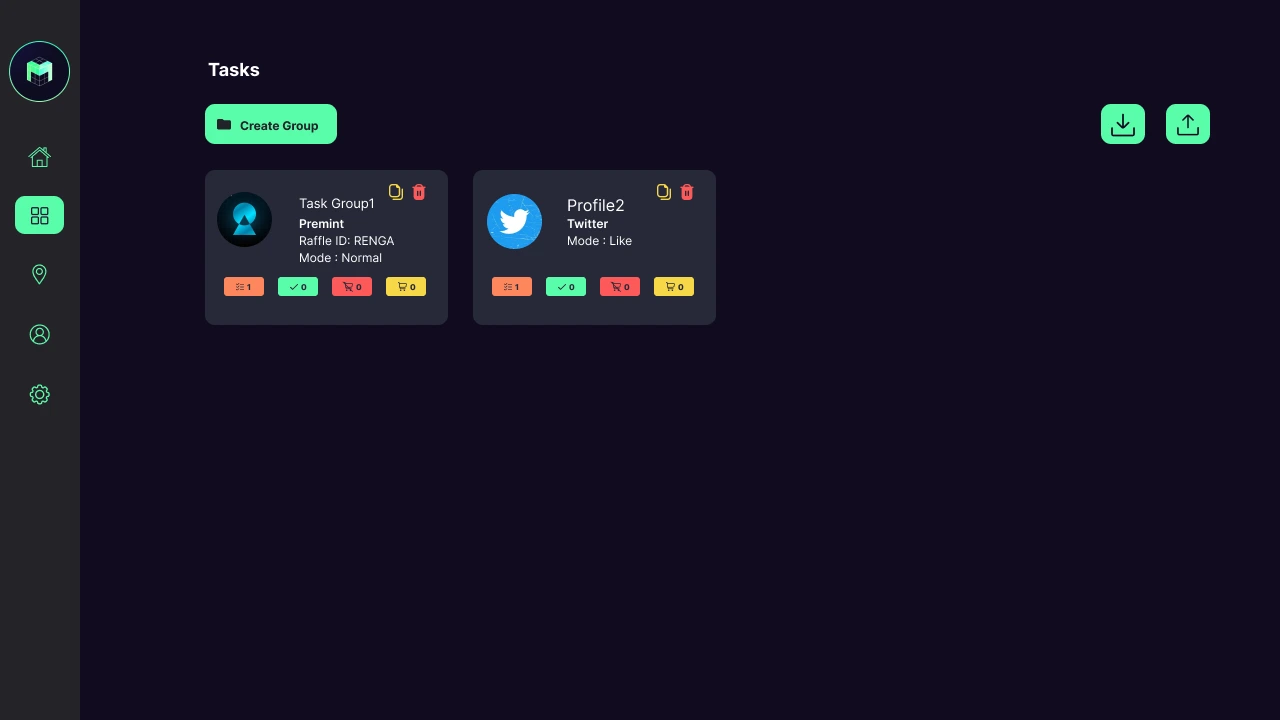 Tasks
Create Group
Task Group1
Premint
Raffle ID: RENGA
Mode : Normal
1 0 0 0
Profile2
Twitter
Mode : Like
1 0 0 0